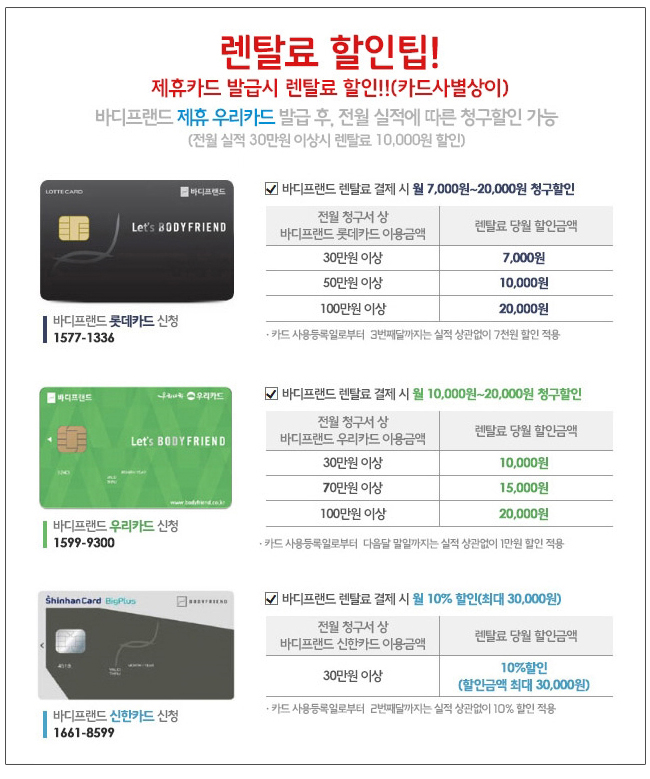 렌탈료 할인팁!
제휴카드 발급시 렌탈료 할인!!(카드사별상이)
바디프랜드 제휴 우리카드 발급 후, 전월 실적에 따른 청구할인 가능
(전월 실적 30만원 이상시 렌탈료 10,000원 할인)
LOTTE CARD
바디프랜드
Let's BODYFRIEND
바디프랜드 롯데카드 신청
1577-1336
바디프랜드 렌탈료 결제 시 월 7,000원~20,000원 청구할인
전월 청구서 상 바디프랜드 롯데카드 이용금액 렌탈료 당월 할인금액
30만원 이상 7,000원
50만원 이상 10,000원
100만원 이상 20,000원
· 카드 사용등록일로부터 3번째달까지는 실적 상관없이 7천원 할인 적용
바디프랜드
우리카드
Let's BODYFRIEND
www.bodyfriend.co.kr
바디프랜드 우리카드 신청
1599-9300
바디프랜드 렌탈료 결제 시 월 10,000원~20,000원 청구할인
전월 청구서 상 바디프랜드 우리카드 이용금액 렌탈료 당월 할인금액
30만원 이상 10,000원
70만원 이상 15,000원
100만원 이상 20,000원
· 카드 사용등록일로부터 다음달 말일까지는 실적 상관없이 1만원 할인 적용
ShinhanCard BigPlus
BODYFRIEND
바디프랜드 신한카드 신청
1661-8599
바디프랜드 렌탈료 결제 시 월 10% 할인(최대 30,000원)
전월 청구서 상 바디프랜드 신한카드 이용금액 렌탈료 당월 할인금액
30만원 이상 10%할인
(할인금액 최대 30,000원)
· 카드 사용등록일로부터 2번째달까지는 실적 상관없이 10% 할인 적용